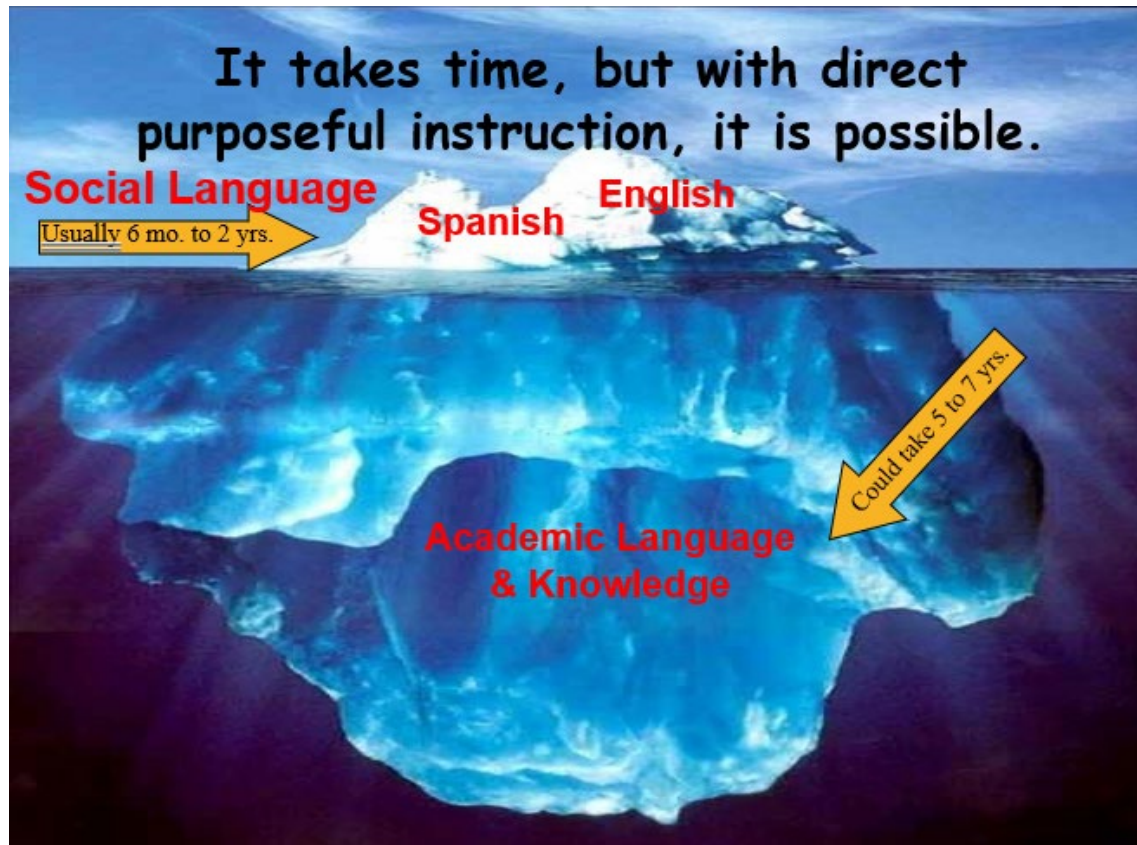 It takes time, but with direct
purposeful instruction, it is possible.
Social Language
Usually 6 mo. to 2 yrs.
Spanish
English
Could take 5 to 7 yrs.
Academic Language
& Knowledge